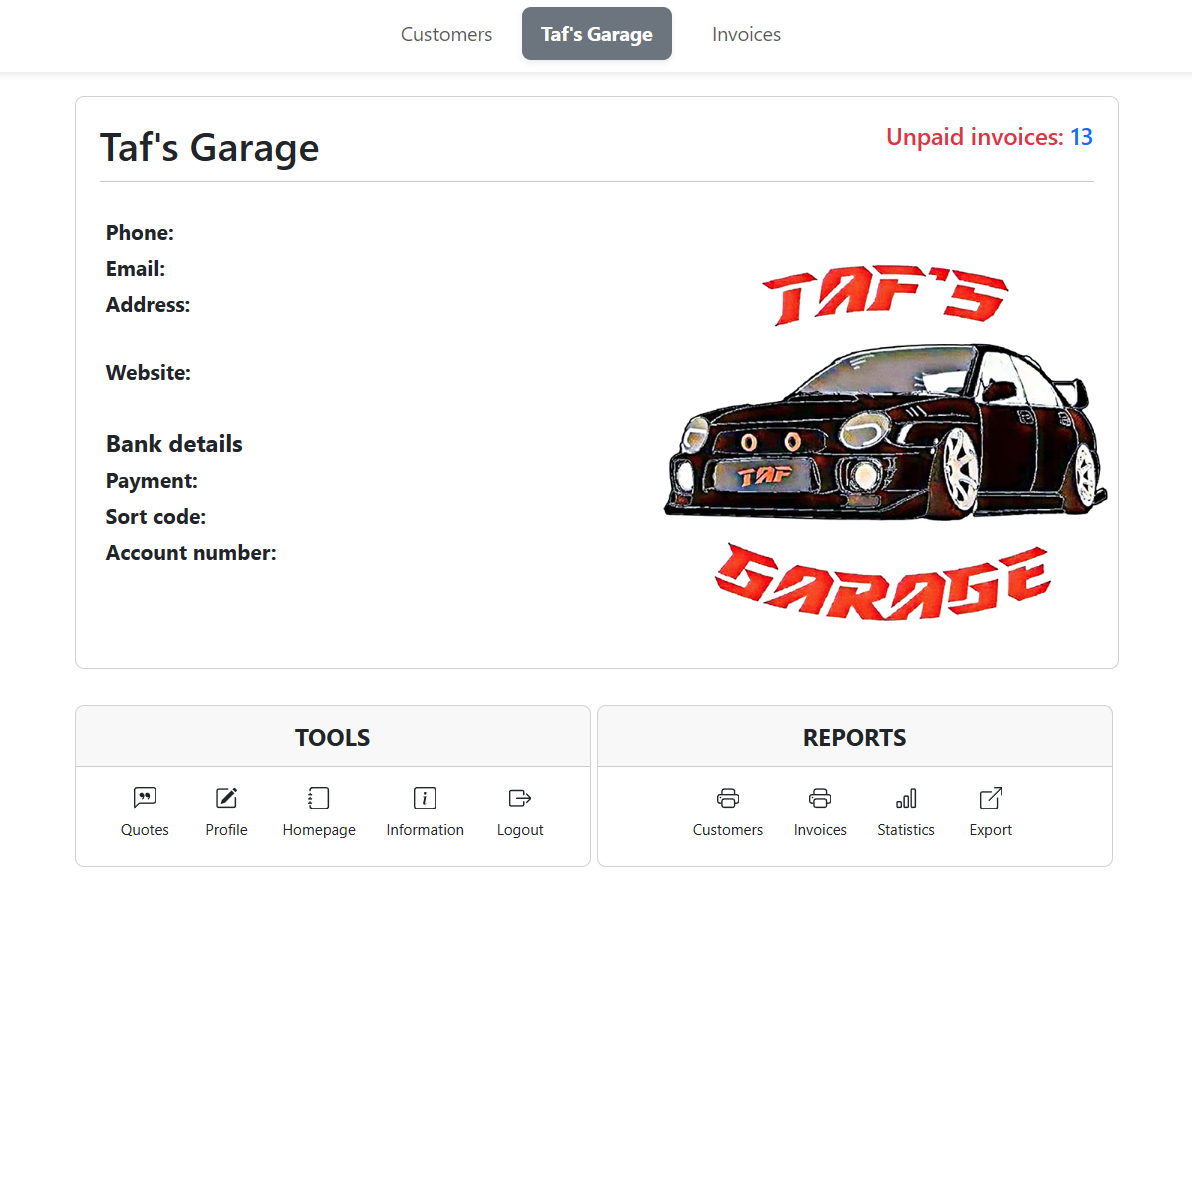 Customers
Taf's Garage
Invoices
Taf's Garage
Unpaid invoices: 13
Phone:
Email:
Address:
Website:
Bank details
Payment:
Sort code:
Account number:
TAF'S
TAF
GARAGE
TOOLS
Quotes
Profile
Homepage
Information
Logout
REPORTS
Customers
Invoices
Statistics
Export